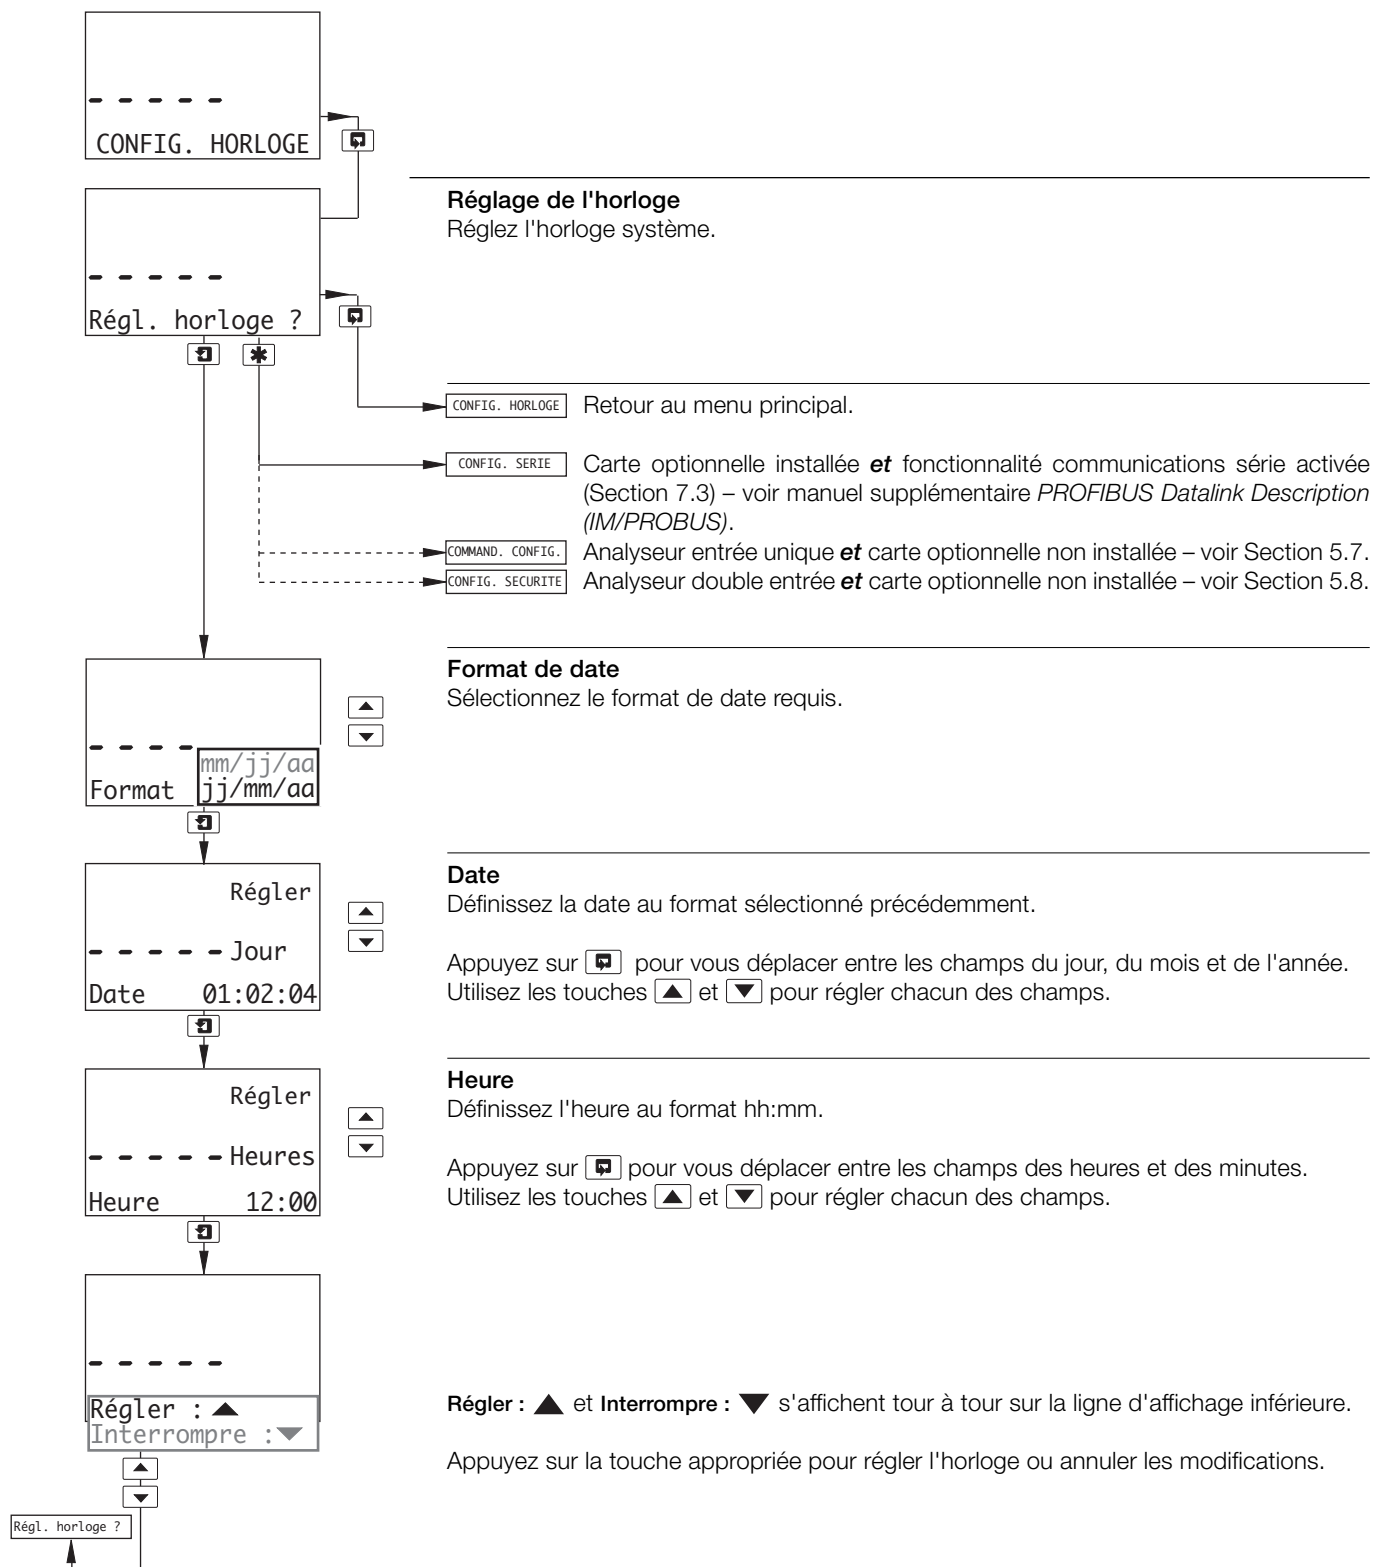 CONFIG. HORLOGE
Réglage de l'horloge
Réglez l'horloge système.
Régl. horloge ?
CONFIG. HORLOGE Retour au menu principal.
CONFIG. SERIE Carte optionnelle installée et fonctionnalité communications série activée
(Section 7.3) – voir manuel supplémentaire PROFIBUS Datalink Description
(IM/PROBUS).
COMMAND. CONFIG. Analyseur entrée unique et carte optionnelle non installée – voir Section 5.7.
CONFIG. SECURITE Analyseur double entrée et carte optionnelle non installée – voir Section 5.8.
Format de date
Sélectionnez le format de date requis.
mm/jj/aa
Format jj/mm/aa
Date
Définissez la date au format sélectionné précédemment.
Régler
Jour
Date 01:02:04
Appuyez sur pour vous déplacer entre les champs du jour, du mois et de l'année.
Utilisez les touches ▲ et ▼ pour régler chacun des champs.
Heure
Définissez l'heure au format hh:mm.
Régler
Heures
Heure 12:00
Appuyez sur pour vous déplacer entre les champs des heures et des minutes.
Utilisez les touches ▲ et ▼ pour régler chacun des champs.
Régler : ▲
Interrompre : ▼
Régler : ▲ et Interrompre : ▼ s'affichent tour à tour sur la ligne d'affichage inférieure.
Appuyez sur la touche appropriée pour régler l'horloge ou annuler les modifications.
Régl. horloge ?